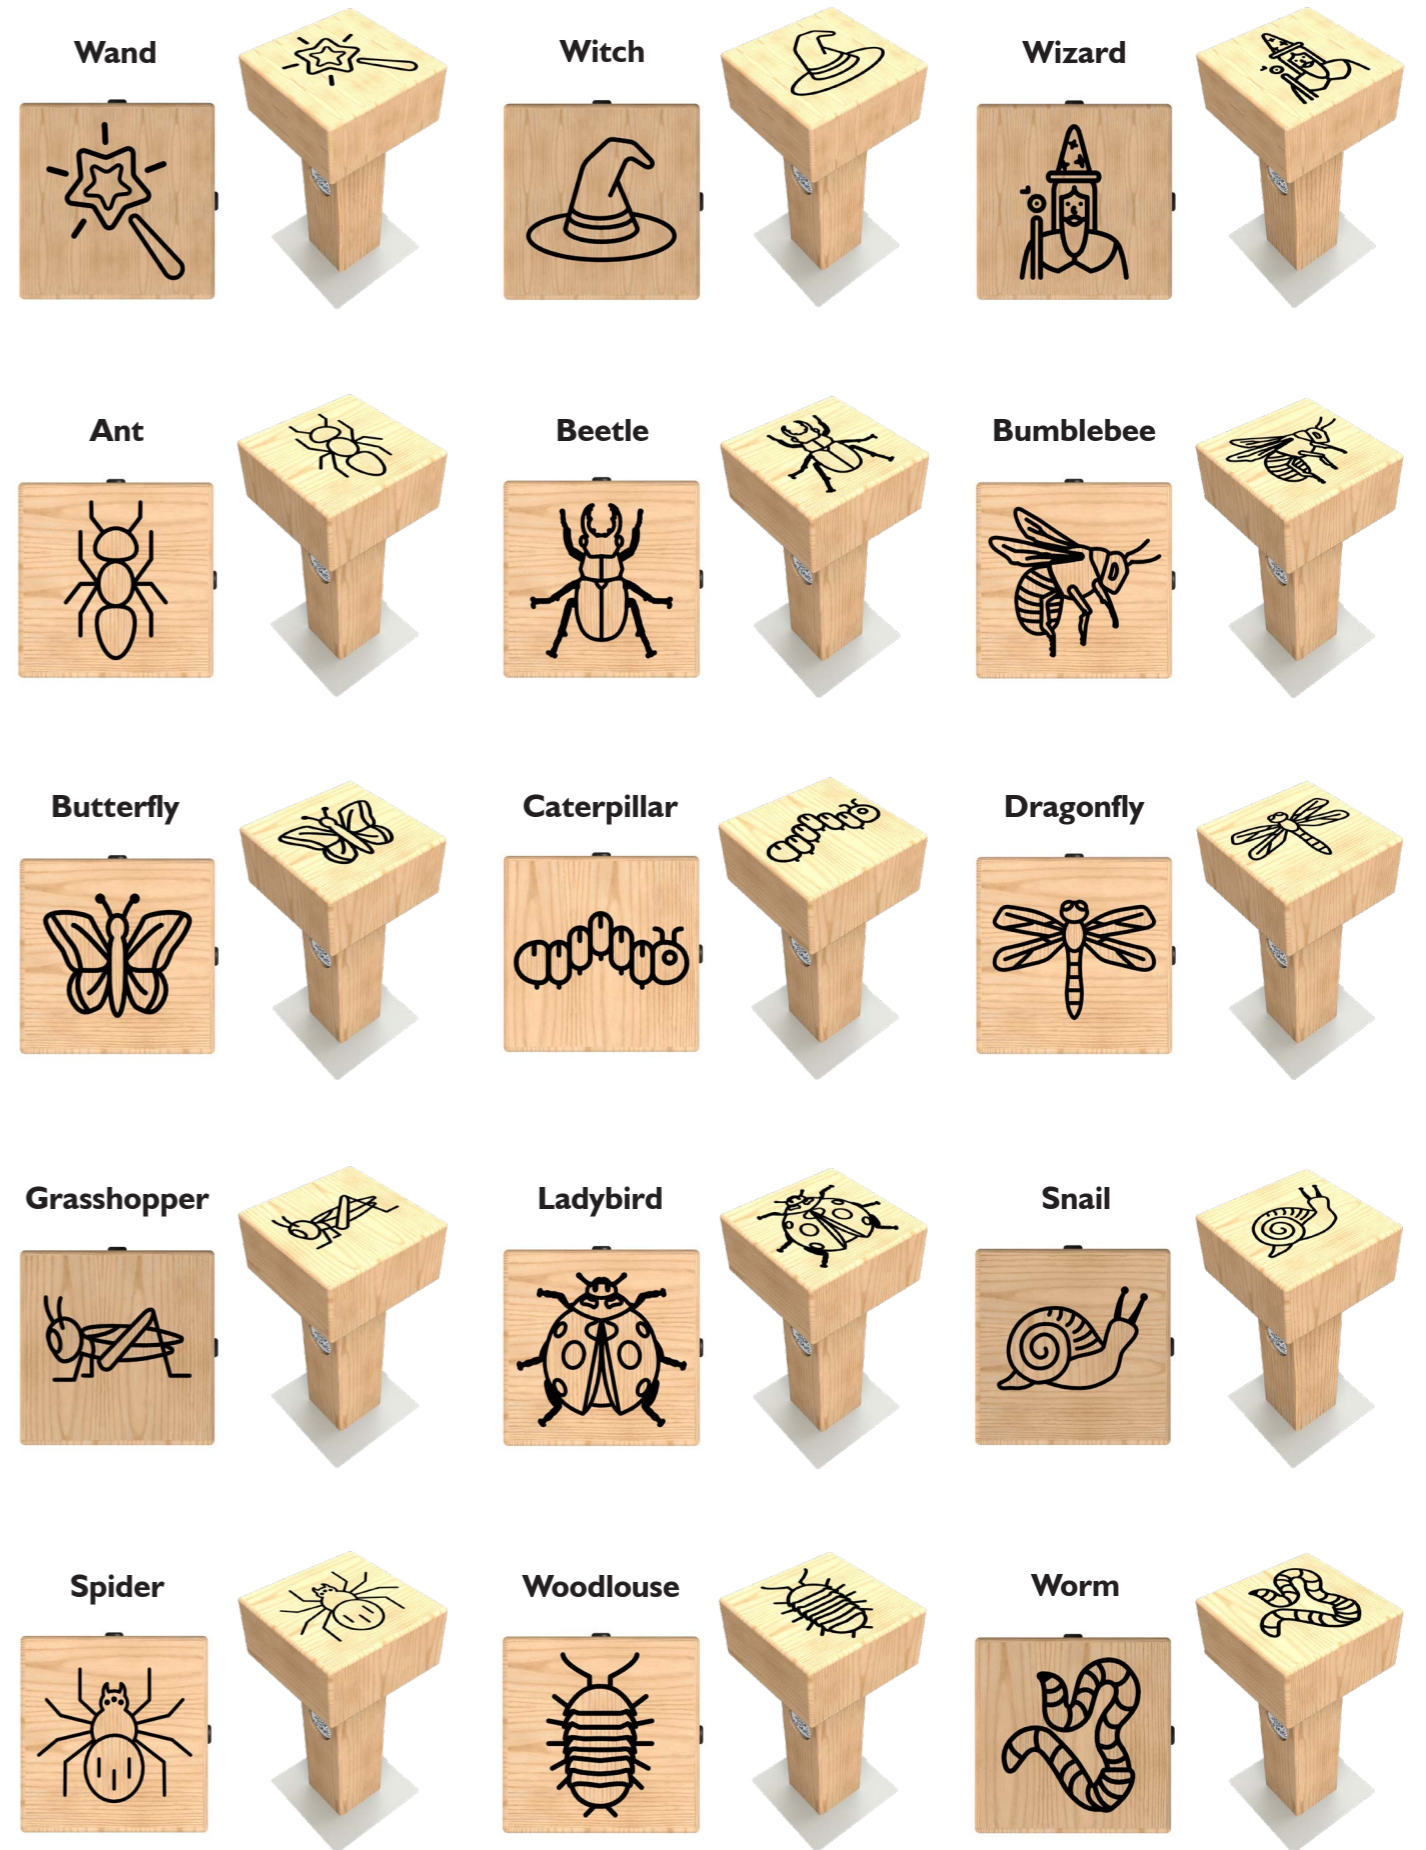 Wand
Witch
Wizard
Ant
Beetle
Bumblebee
Butterfly
Caterpillar
Dragonfly
Grasshopper
Ladybird
Snail
Spider
Woodlouse
Worm